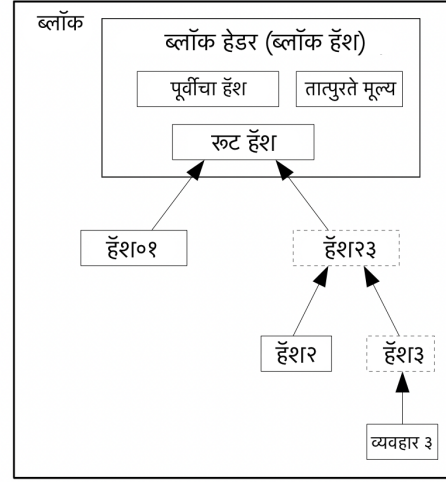 ब्लॉक
ब्लॉक हेडर (ब्लॉक हॅश)
पूर्वीचा हॅश
तात्पुरते मूल्य
रूट हॅश
हॅश०१
हॅश२३
हॅश२
हॅश३
व्यवहार ३